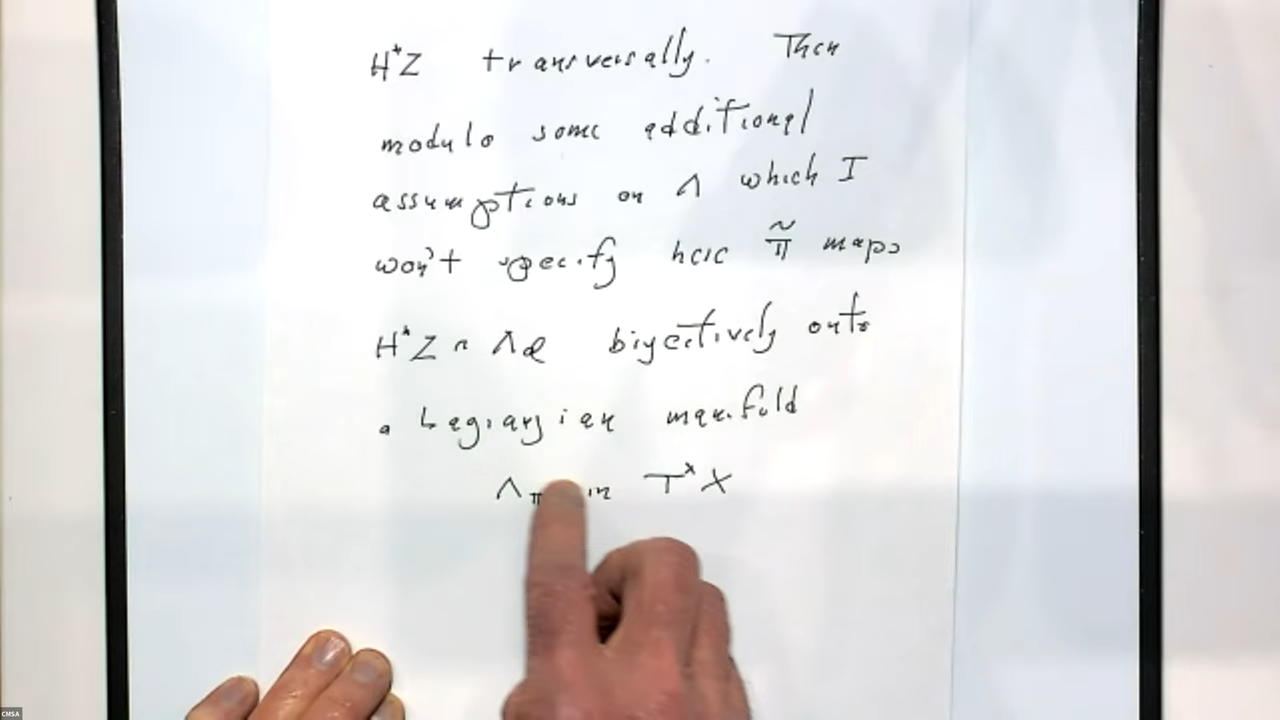 H*Z transversally. Then
modulo some additional
assumptions on Λ which I
won't specify here π̃ maps
H*Z ∩ Λ_φ bijectively onto
a Lagrangian manifold
Λ_π in T*X
CMSA